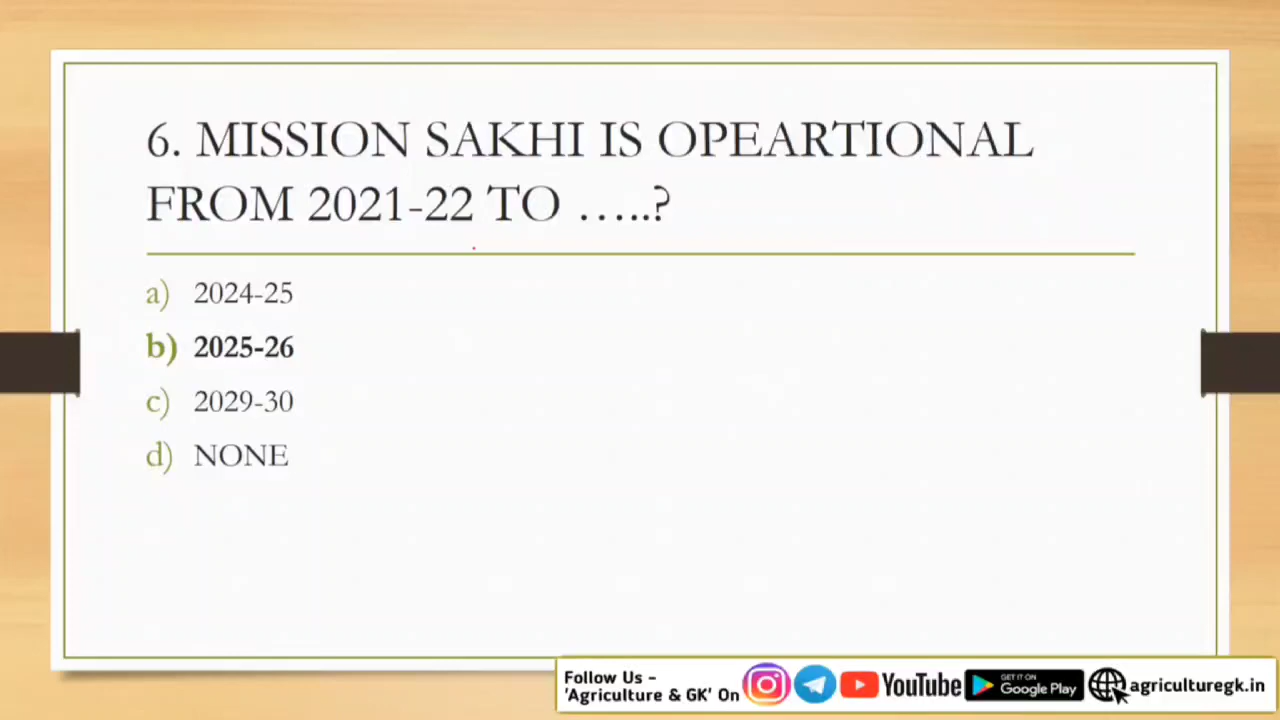 6. MISSION SAKHI IS OPEARTIONAL
FROM 2021-22 TO …..?
a) 2024-25
b) 2025-26
c) 2029-30
d) NONE
Follow Us –
'Agriculture & GK' On
YouTube
GET IT ON
Google Play
agriculturegk.in